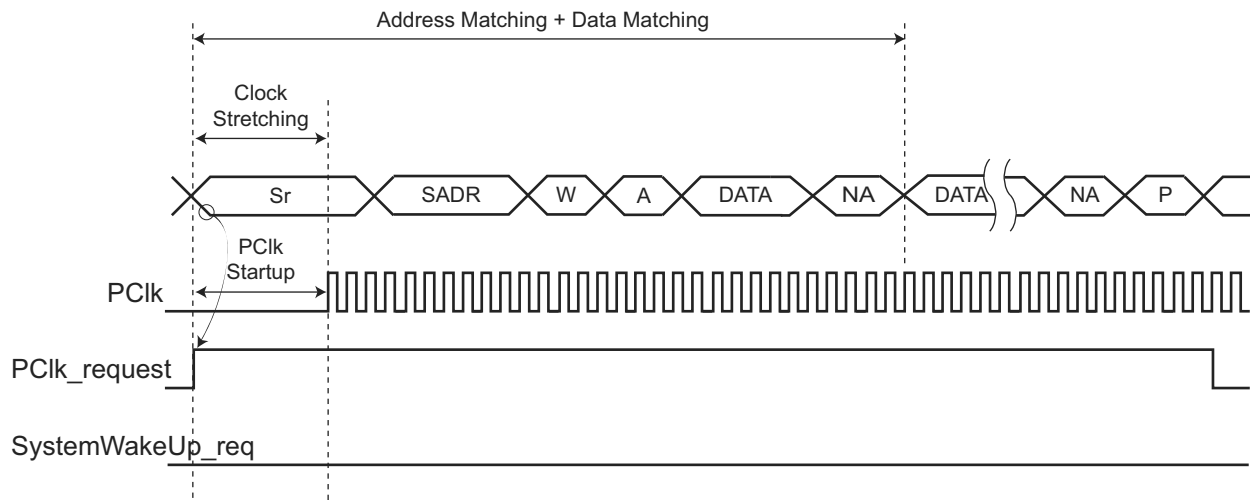 Address Matching + Data Matching
Clock
Stretching
Sr SADR W A DATA NA DATA NA P
PClk
Startup
PClk
PClk_request
SystemWakeUp_req